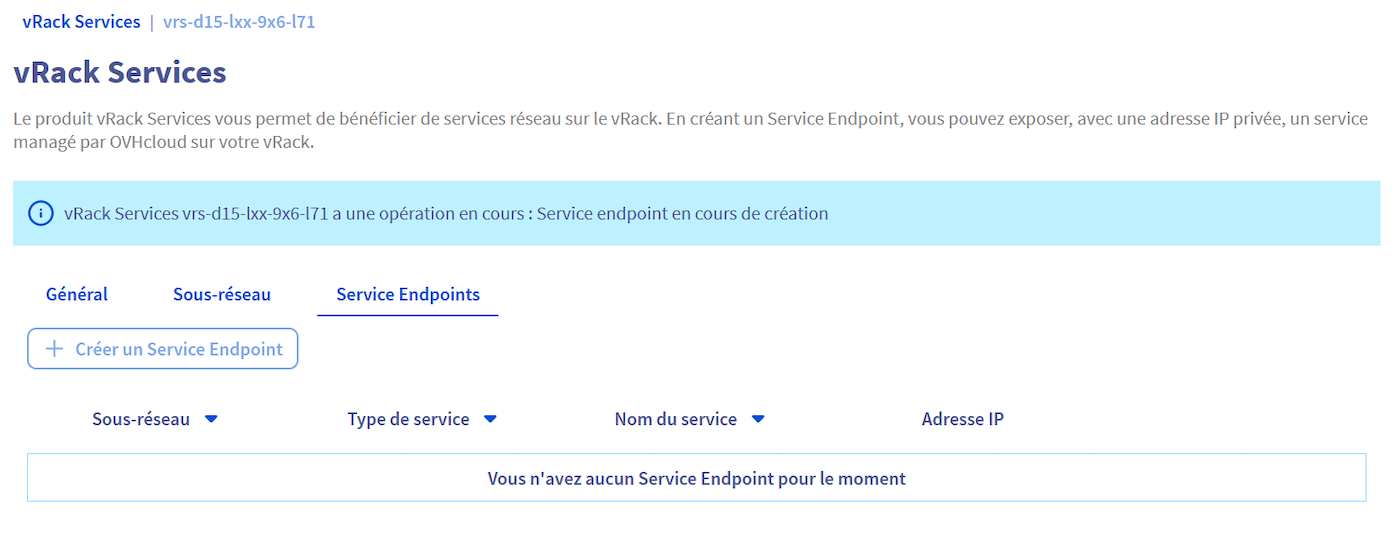 vRack Services | vrs-d15-lxx-9x6-l71
vRack Services
Le produit vRack Services vous permet de bénéficier de services réseau sur le vRack. En créant un Service Endpoint, vous pouvez exposer, avec une adresse IP privée, un service
managé par OVHcloud sur votre vRack.
vRack Services vrs-d15-lxx-9x6-l71 a une opération en cours : Service endpoint en cours de création
Général Sous-réseau Service Endpoints
+ Créer un Service Endpoint
Sous-réseau Type de service Nom du service Adresse IP
Vous n'avez aucun Service Endpoint pour le moment